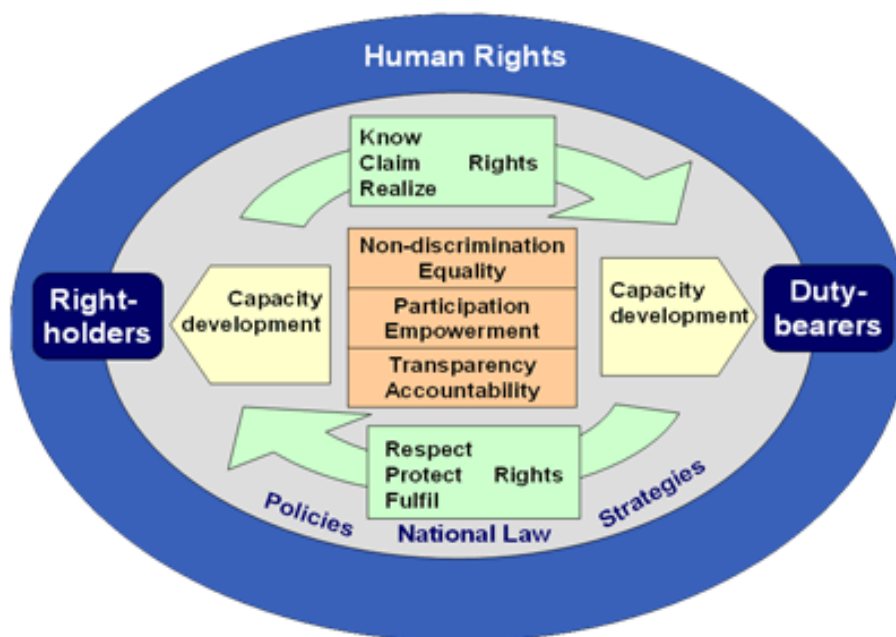 Human Rights
Know
Claim Rights
Realize
Non-discrimination
Equality
Right-
holders
Capacity
development
Participation
Empowerment
Capacity
development
Duty-
bearers
Transparency
Accountability
Respect
Protect Rights
Fulfil
Policies
National Law
Strategies